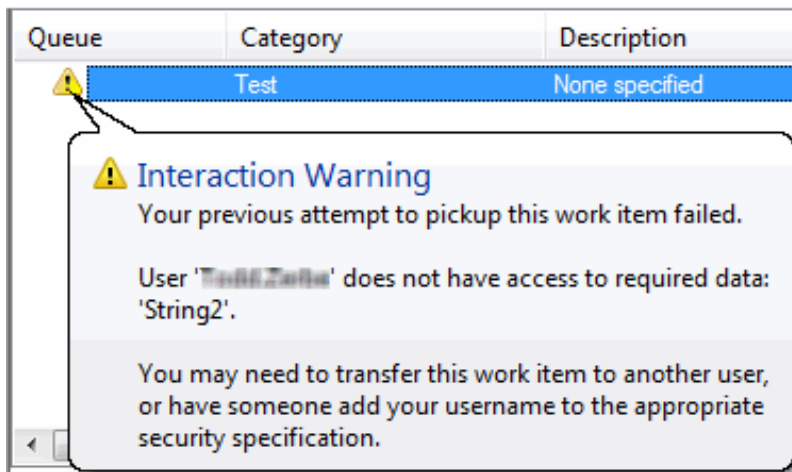 Queue Category Description
Test None specified
Interaction Warning
Your previous attempt to pickup this work item failed.
User ' ' does not have access to required data:
'String2'.
You may need to transfer this work item to another user,
or have someone add your username to the appropriate
security specification.